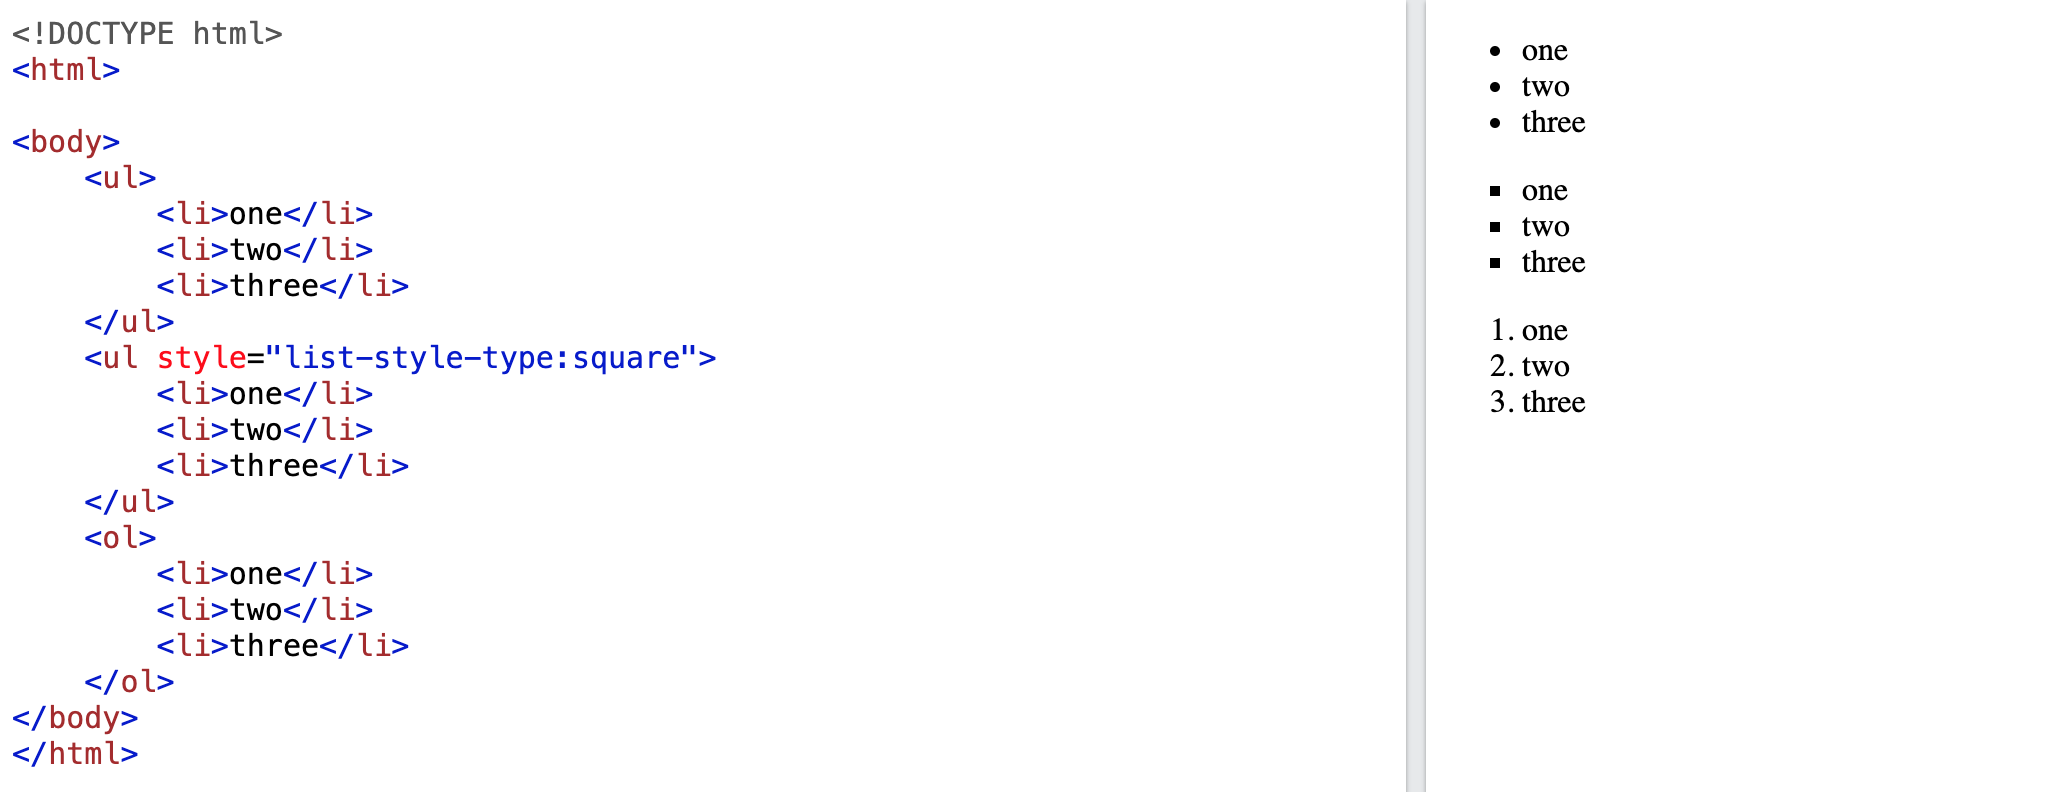 <!DOCTYPE html>
<html>
<body>
<ul>
<li>one</li>
<li>two</li>
<li>three</li>
</ul>
<ul style="list-style-type:square">
<li>one</li>
<li>two</li>
<li>three</li>
</ul>
<ol>
<li>one</li>
<li>two</li>
<li>three</li>
</ol>
</body>
</html>
• one
• two
• three
▪ one
▪ two
▪ three
1. one
2. two
3. three